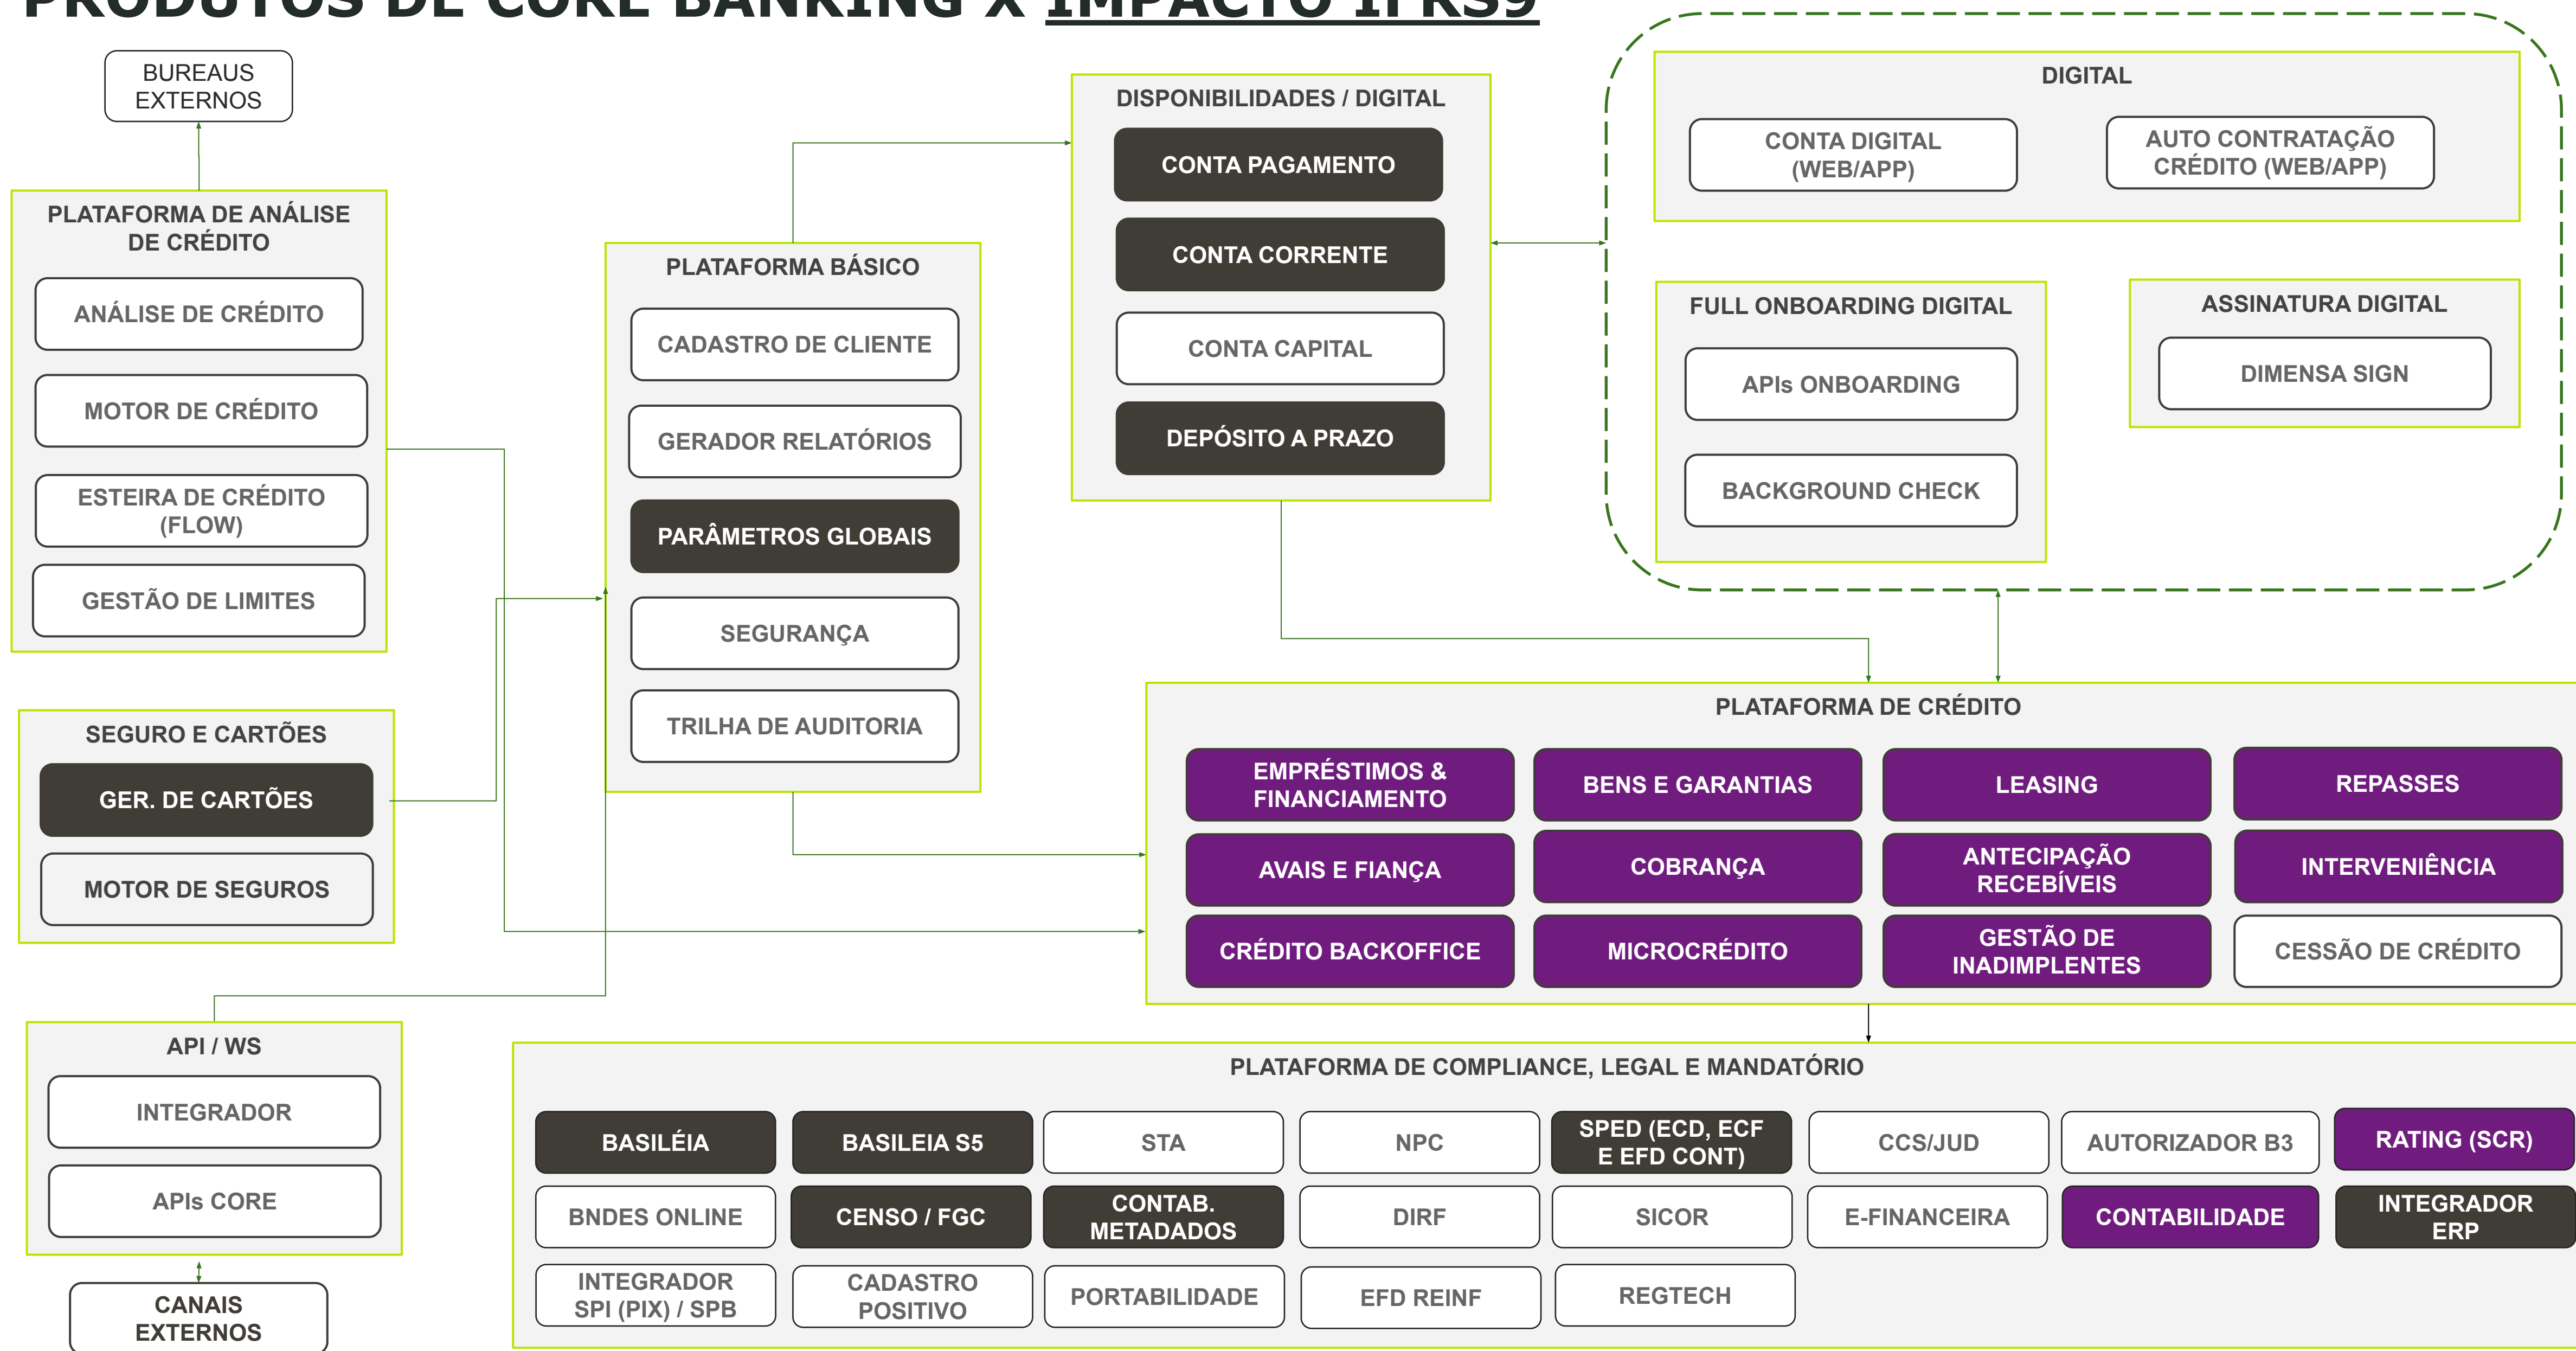 PRODUTOS DE CORE BANKING X IMPACTO IFRS9
BUREAUS
EXTERNOS
PLATAFORMA DE ANÁLISE
DE CRÉDITO
ANÁLISE DE CRÉDITO
MOTOR DE CRÉDITO
ESTEIRA DE CRÉDITO
(FLOW)
GESTÃO DE LIMITES
SEGURO E CARTÕES
GER. DE CARTÕES
MOTOR DE SEGUROS
API / WS
INTEGRADOR
APIs CORE
CANAIS
EXTERNOS
PLATAFORMA BÁSICO
CADASTRO DE CLIENTE
GERADOR RELATÓRIOS
PARÂMETROS GLOBAIS
SEGURANÇA
TRILHA DE AUDITORIA
DISPONIBILIDADES / DIGITAL
CONTA PAGAMENTO
CONTA CORRENTE
CONTA CAPITAL
DEPÓSITO A PRAZO
DIGITAL
CONTA DIGITAL
(WEB/APP)
AUTO CONTRATAÇÃO
CRÉDITO (WEB/APP)
FULL ONBOARDING DIGITAL
APIs ONBOARDING
BACKGROUND CHECK
ASSINATURA DIGITAL
DIMENSA SIGN
PLATAFORMA DE CRÉDITO
EMPRÉSTIMOS &
FINANCIAMENTO
BENS E GARANTIAS
LEASING
REPASSES
AVAIS E FIANÇA
COBRANÇA
ANTECIPAÇÃO
RECEBÍVEIS
INTERVENIÊNCIA
CRÉDITO BACKOFFICE
MICROCRÉDITO
GESTÃO DE
INADIMPLENTES
CESSÃO DE CRÉDITO
PLATAFORMA DE COMPLIANCE, LEGAL E MANDATÓRIO
BASILÉIA
BASILEIA S5
STA
NPC
SPED (ECD, ECF
E EFD CONT)
CCS/JUD
AUTORIZADOR B3
RATING (SCR)
BNDES ONLINE
CENSO / FGC
CONTAB.
METADADOS
DIRF
SICOR
E-FINANCEIRA
CONTABILIDADE
INTEGRADOR
ERP
INTEGRADOR
SPI (PIX) / SPB
CADASTRO
POSITIVO
PORTABILIDADE
EFD REINF
REGTECH